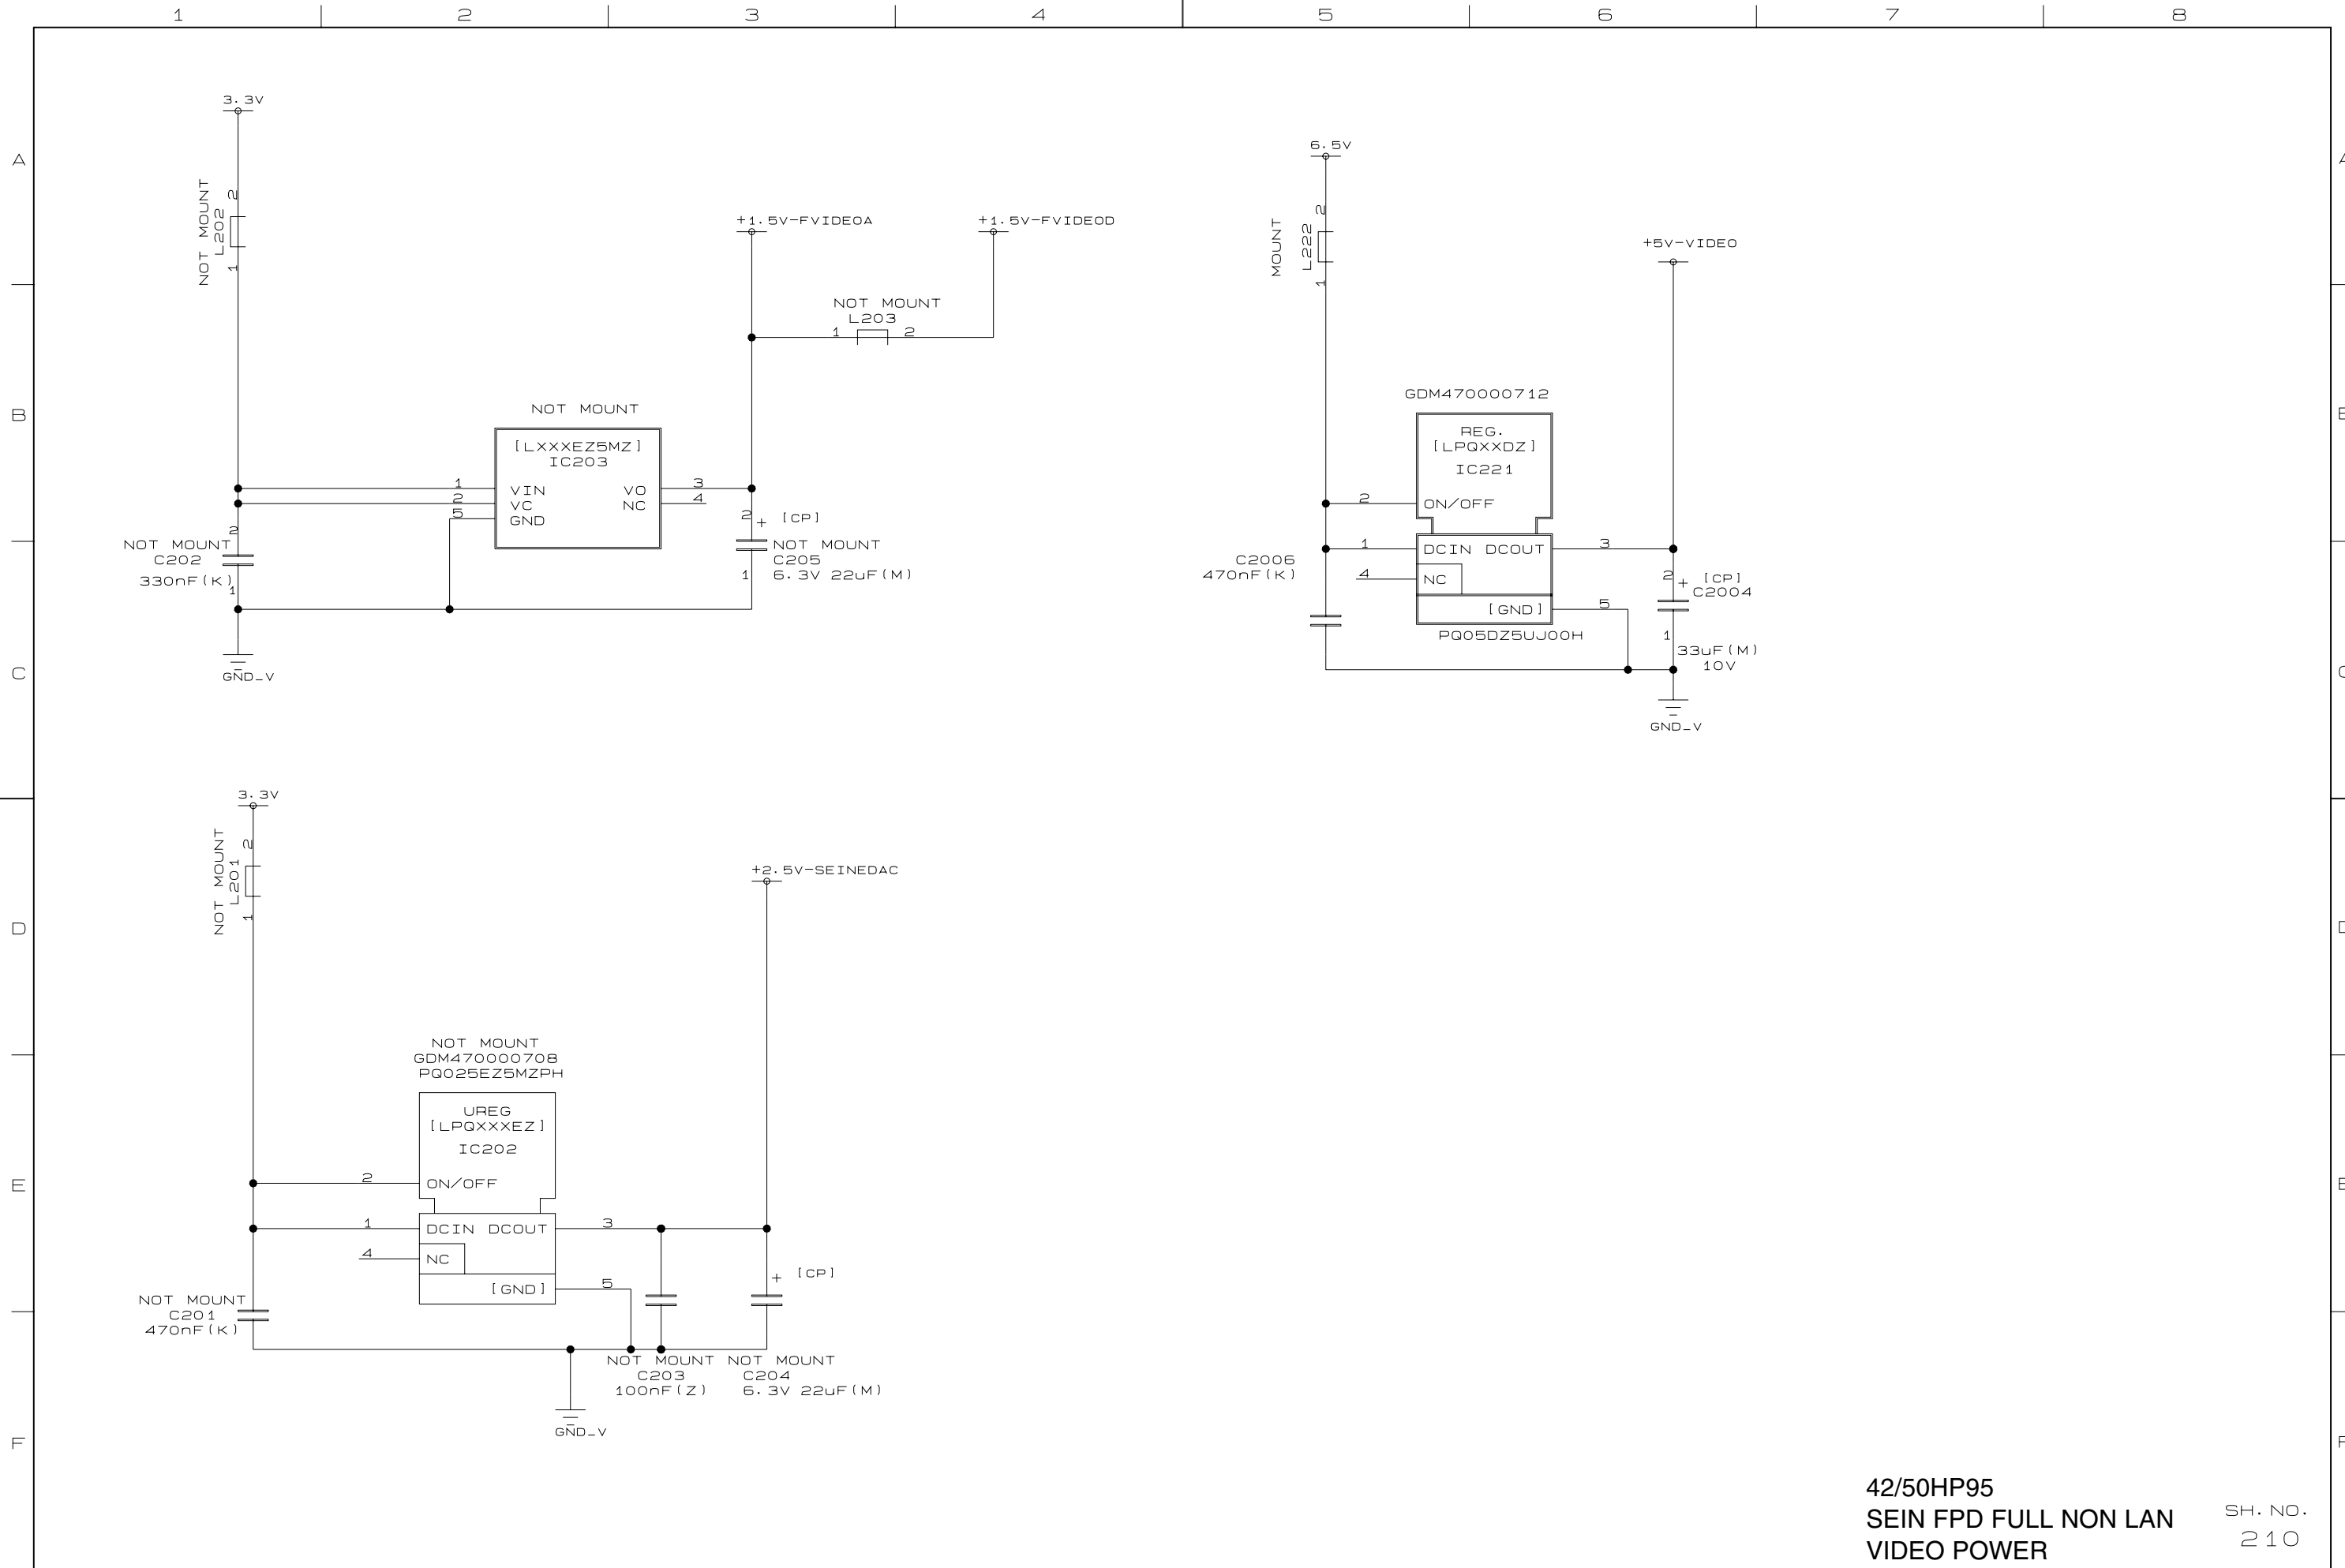 1 2 3 4 5 6 7 8
A
B
C
D
E
F
3.3V
NOT MOUNT
L202
2
1
+1.5V-FVIDEOA
+1.5V-FVIDEOD
NOT MOUNT
L203
1 2
NOT MOUNT
[LXXXEZ5MZ]
IC203
1 VIN VO 3
2 VC NC 4
5 GND
2
NOT MOUNT
C202
330nF(K)
1
2 + [CP]
NOT MOUNT
C205
1 6.3V 22uF(M)
GND_V
6.5V
MOUNT
L222
2
1
+5V-VIDEO
GDM470000712
REG.
[LPQXXDZ]
IC221
2 ON/OFF
1 DCIN DCOUT 3
4 NC
[GND] 5
PQ05DZ5UJ00H
C2006
470nF(K)
2 + [CP]
C2004
1
33uF(M)
10V
GND_V
3.3V
NOT MOUNT
L201
2
1
+2.5V-SEINEDAC
NOT MOUNT
GDM470000708
PQ025EZ5MZPH
UREG
[LPQXXXEZ]
IC202
2 ON/OFF
1 DCIN DCOUT 3
4 NC
[GND] 5
+ [CP]
NOT MOUNT
C201
470nF(K)
NOT MOUNT
C203
100nF(Z)
NOT MOUNT
C204
6.3V 22uF(M)
GND_V
42/50HP95
SEIN FPD FULL NON LAN
VIDEO POWER
SH.NO.
210